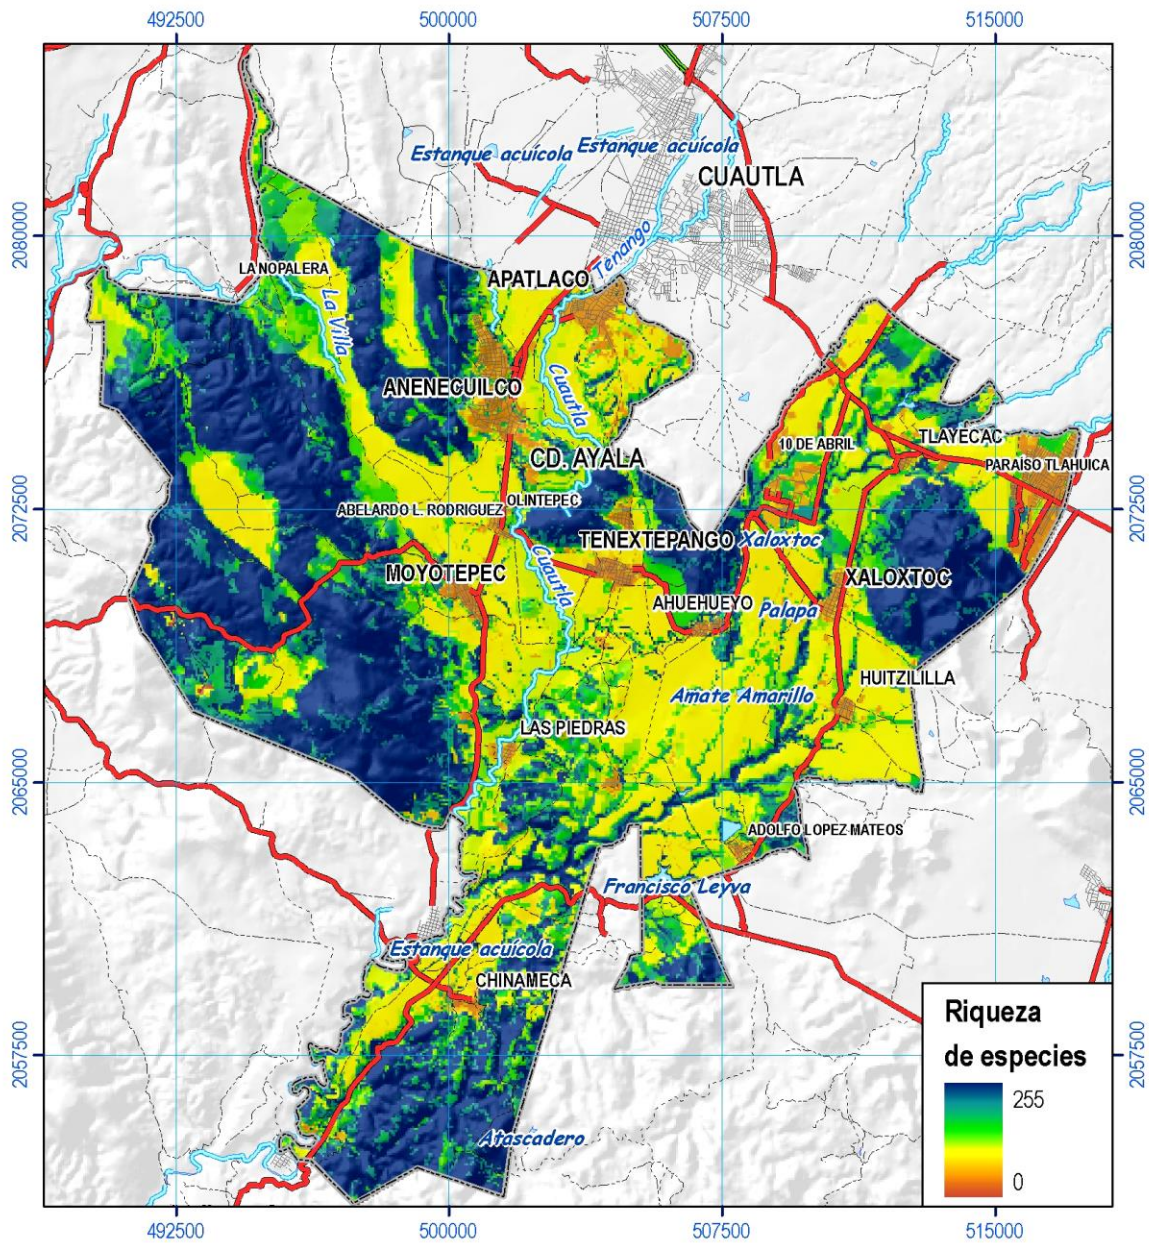 492500
500000
507500
515000
Estanque acuícola
Estanque acuícola
CUAUTLA
2080000
2080000
Tenango
LA NOPALERA
APATLACO
La Villa
ANENECUILCO
Cuautla
10 DE ABRIL
TLAYECAC
CD. AYALA
PARAÍSO TLAHUICA
OLINTEPEC
ABELARDO L. RODRIGUEZ
2072500
2072500
TENEXTEPANGO
Xaloxtoc
Cuautla
MOYOTEPEC
XALOXTOC
AHUEHUEYO
Palapa
HUITZILILLA
Amate Amarillo
LAS PIEDRAS
2065000
2065000
ADOLFO LOPEZ MATEOS
Francisco Leyva
Estanque acuícola
CHINAMECA
Riqueza
de especies
255
0
2057500
2057500
Atascadero
492500
500000
507500
515000